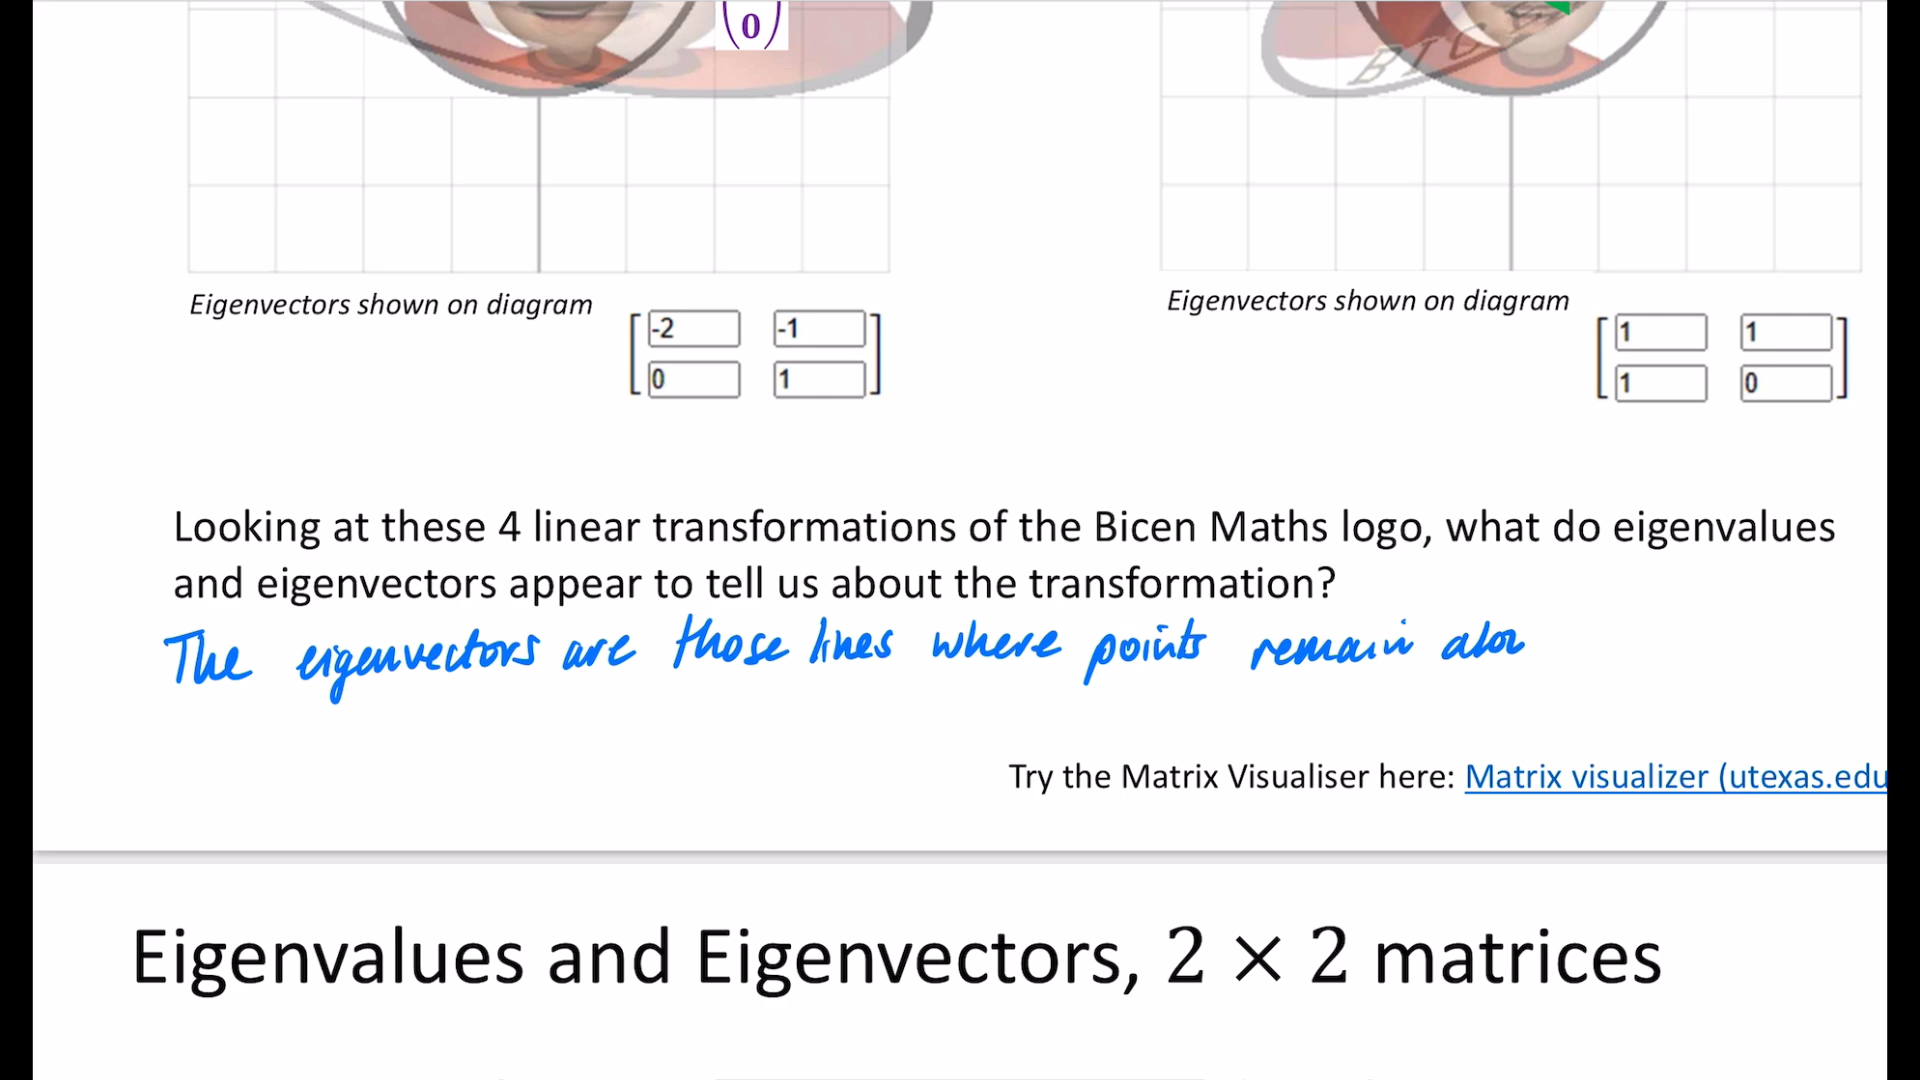 0
BIC
Eigenvectors shown on diagram
-2 -1
0 1
Eigenvectors shown on diagram
1 1
1 0
Looking at these 4 linear transformations of the Bicen Maths logo, what do eigenvalues
and eigenvectors appear to tell us about the transformation?
The eigenvectors are those lines where points remain alon
Try the Matrix Visualiser here: Matrix visualizer (utexas.edu
Eigenvalues and Eigenvectors, 2 × 2 matrices